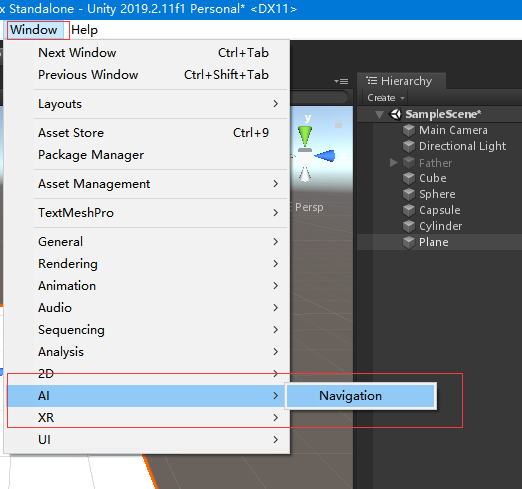 x Standalone - Unity 2019.2.11f1 Personal* <DX11>
Window Help
Next Window Ctrl+Tab
Previous Window Ctrl+Shift+Tab
Layouts
Asset Store Ctrl+9
Package Manager
Asset Management
TextMeshPro
General
Rendering
Animation
Audio
Sequencing
Analysis
2D
AI
Navigation
XR
UI
y
Persp
Hierarchy
Create
SampleScene*
Main Camera
Directional Light
Father
Cube
Sphere
Capsule
Cylinder
Plane